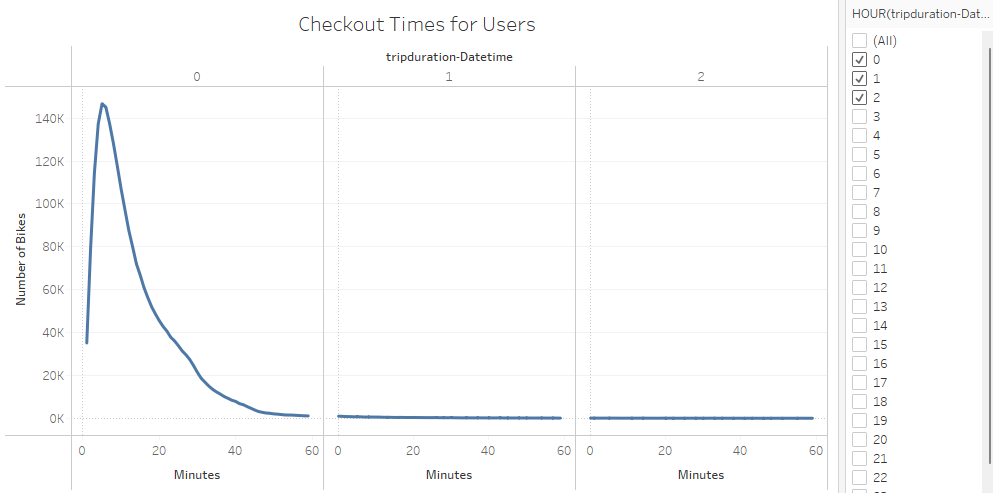 Checkout Times for Users
tripduration-Datetime
0 1 2
140K
120K
100K
80K
60K
40K
20K
0K
Number of Bikes
0 20 40 60 0 20 40 60 0 20 40 60
Minutes Minutes Minutes
HOUR(tripduration-Dat...
(All)
0
1
2
3
4
5
6
7
8
9
10
11
12
13
14
15
16
17
18
19
20
21
22